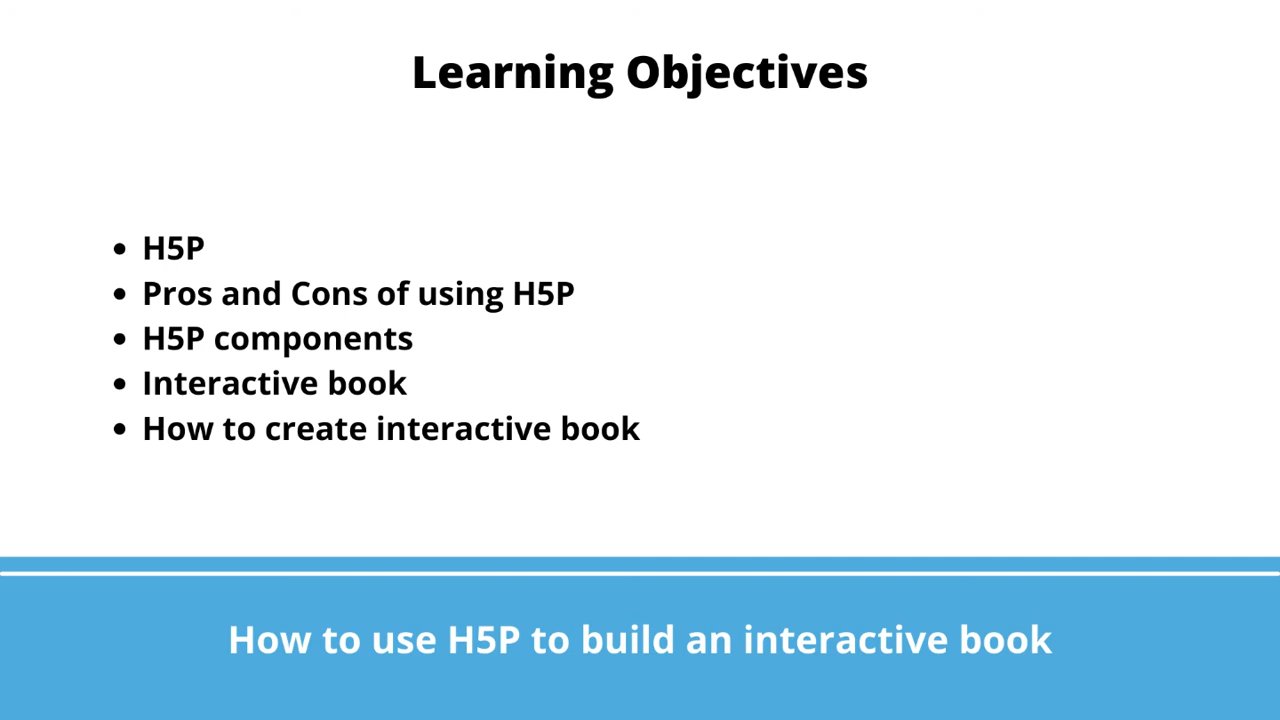 Learning Objectives
• H5P
• Pros and Cons of using H5P
• H5P components
• Interactive book
• How to create interactive book
How to use H5P to build an interactive book